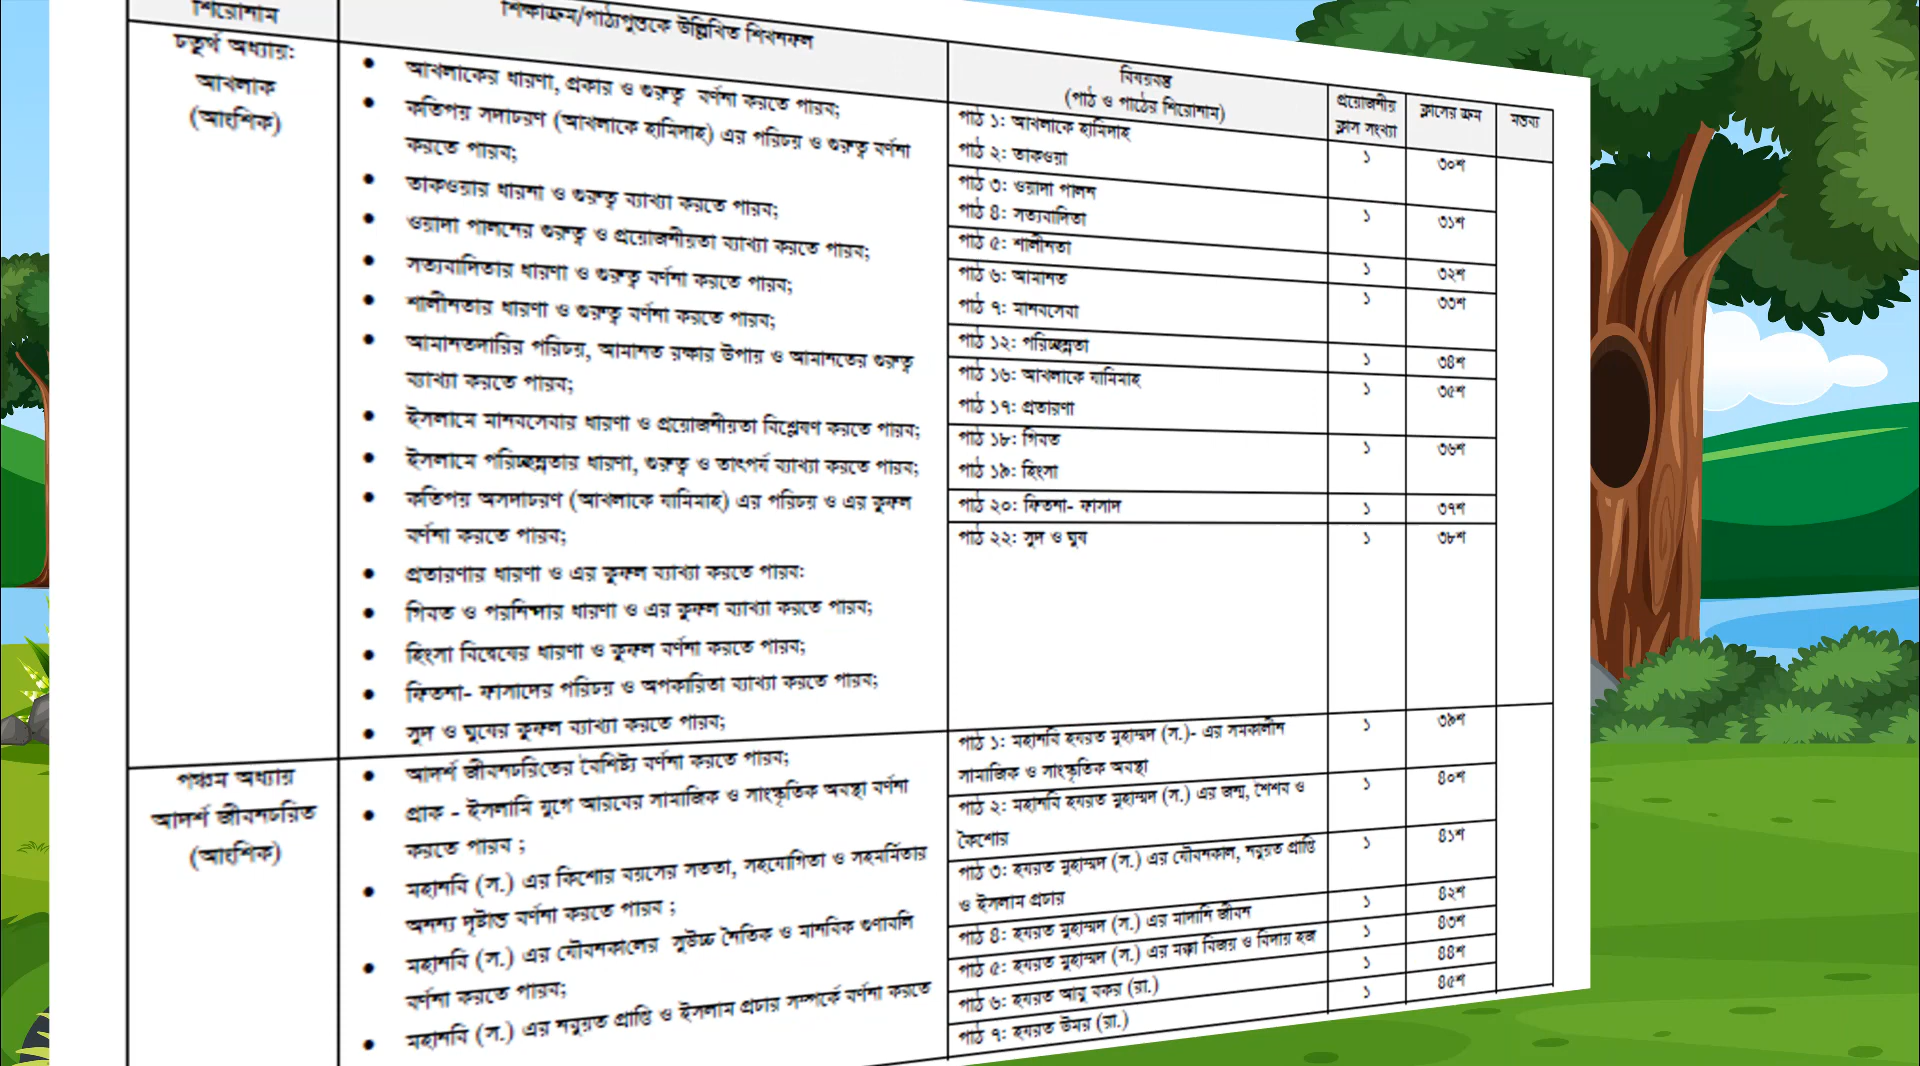 শিরোনাম
শিক্ষাক্রম/পাঠ্যপুস্তকে উল্লিখিত শিখনফল
বিষয়বস্তু
(পাঠ ও পাঠের শিরোনাম)
প্রয়োজনীয়
ক্লাস সংখ্যা
ক্লাসের ক্রম
মন্তব্য
চতুর্থ অধ্যায়:
আখলাক
(আংশিক)
আখলাকের ধারণা, প্রকার ও গুরুত্ব বর্ণনা করতে পারব;
কতিপয় সদাচরণ (আখলাকে হামিদাহ) এর পরিচয় ও গুরুত্ব বর্ণনা
করতে পারব;
তাকওয়ার ধারনা ও গুরুত্ব ব্যাখ্যা করতে পারব;
ওয়াদা পালনের গুরুত্ব ও প্রয়োজনীয়তা ব্যাখ্যা করতে পারব;
সত্যবাদিতার ধারণা ও গুরুত্ব বর্ণনা করতে পারব;
শালীনতার ধারণা ও গুরুত্ব বর্ণনা করতে পারব;
আমানতদারির পরিচয়, আমানত রক্ষার উপায় ও আমানতের গুরুত্ব
ব্যাখ্যা করতে পারব;
ইসলামে মানবসেবার ধারণা ও প্রয়োজনীয়তা বিশ্লেষণ করতে পারব;
ইসলামে পরিচ্ছন্নতার ধারণা, গুরুত্ব ও তাৎপর্য ব্যাখ্যা করতে পারব;
কতিপয় অসদাচরণ (আখলাকে যামিমাহ) এর পরিচয় ও এর কুফল
বর্ণনা করতে পারব;
প্রতারণার ধারণা ও এর কুফল ব্যাখ্যা করতে পারব:
গিবত ও পরনিন্দার ধারণা ও এর কুফল ব্যাখ্যা করতে পারব;
হিংসা বিদ্বেষের ধারণা ও কুফল বর্ণনা করতে পারব;
ফিতনা- ফাসাদের পরিচয় ও অপকারিতা ব্যাখ্যা করতে পারব;
সুদ ও ঘুষের কুফল ব্যাখ্যা করতে পারব;
পাঠ ১: আখলাকে হামিদাহ
পাঠ ২: তাকওয়া
১ ৩০শ
পাঠ ৩: ওয়াদা পালন
পাঠ ৪: সত্যবাদিতা
১ ৩১শ
পাঠ ৫: শালীনতা
১ ৩২শ
পাঠ ৬: আমানত
পাঠ ৭: মানবসেবা
১ ৩৩শ
পাঠ ১২: পরিচ্ছন্নতা
১ ৩৪শ
পাঠ ১৬: আখলাকে যামিমাহ
পাঠ ১৭: প্রতারণা
১ ৩৫শ
পাঠ ১৮: গিবত
পাঠ ১৯: হিংসা
১ ৩৬শ
পাঠ ২০: ফিতনা- ফাসাদ
১ ৩৭শ
পাঠ ২২: সুদ ও ঘুষ
১ ৩৮শ
পঞ্চম অধ্যায়
আদর্শ জীবনচরিত
(আংশিক)
আদর্শ জীবনচরিতের বৈশিষ্ট্য বর্ণনা করতে পারব;
প্রাক - ইসলামি যুগে আরবের সামাজিক ও সাংস্কৃতিক অবস্থা বর্ণনা
করতে পারব ;
মহানবি (স.) এর কিশোর বয়সের সততা, সহযোগিতা ও সহমর্মিতার
অনন্য দৃষ্টান্ত বর্ণনা করতে পারব ;
মহানবি (স.) এর যৌবনকালের সুউচ্চ নৈতিক ও মানবিক গুণাবলি
বর্ণনা করতে পারব;
মহানবি (স.) এর নবুয়ত প্রাপ্তি ও ইসলাম প্রচার সম্পর্কে বর্ণনা করতে
পাঠ ১: মহানবি হযরত মুহাম্মদ (স.)- এর সমকালীন
সামাজিক ও সাংস্কৃতিক অবস্থা
১ ৩৯শ
পাঠ ২: মহানবি হযরত মুহাম্মদ (স.) এর জন্ম, শৈশব ও
কৈশোর
১ ৪০শ
পাঠ ৩: হযরত মুহাম্মদ (স.) এর যৌবনকাল, নবুয়ত প্রাপ্তি
ও ইসলাম প্রচার
১ ৪১শ
পাঠ ৪: হযরত মুহাম্মদ (স.) এর মাদানি জীবন
১ ৪২শ
পাঠ ৫: হযরত মুহাম্মদ (স.) এর মক্কা বিজয় ও বিদায় হজ
১ ৪৩শ
পাঠ ৬: হযরত আবু বকর (রা.)
১ ৪৪শ
পাঠ ৭: হযরত উমর (রা.)
১ ৪৫শ